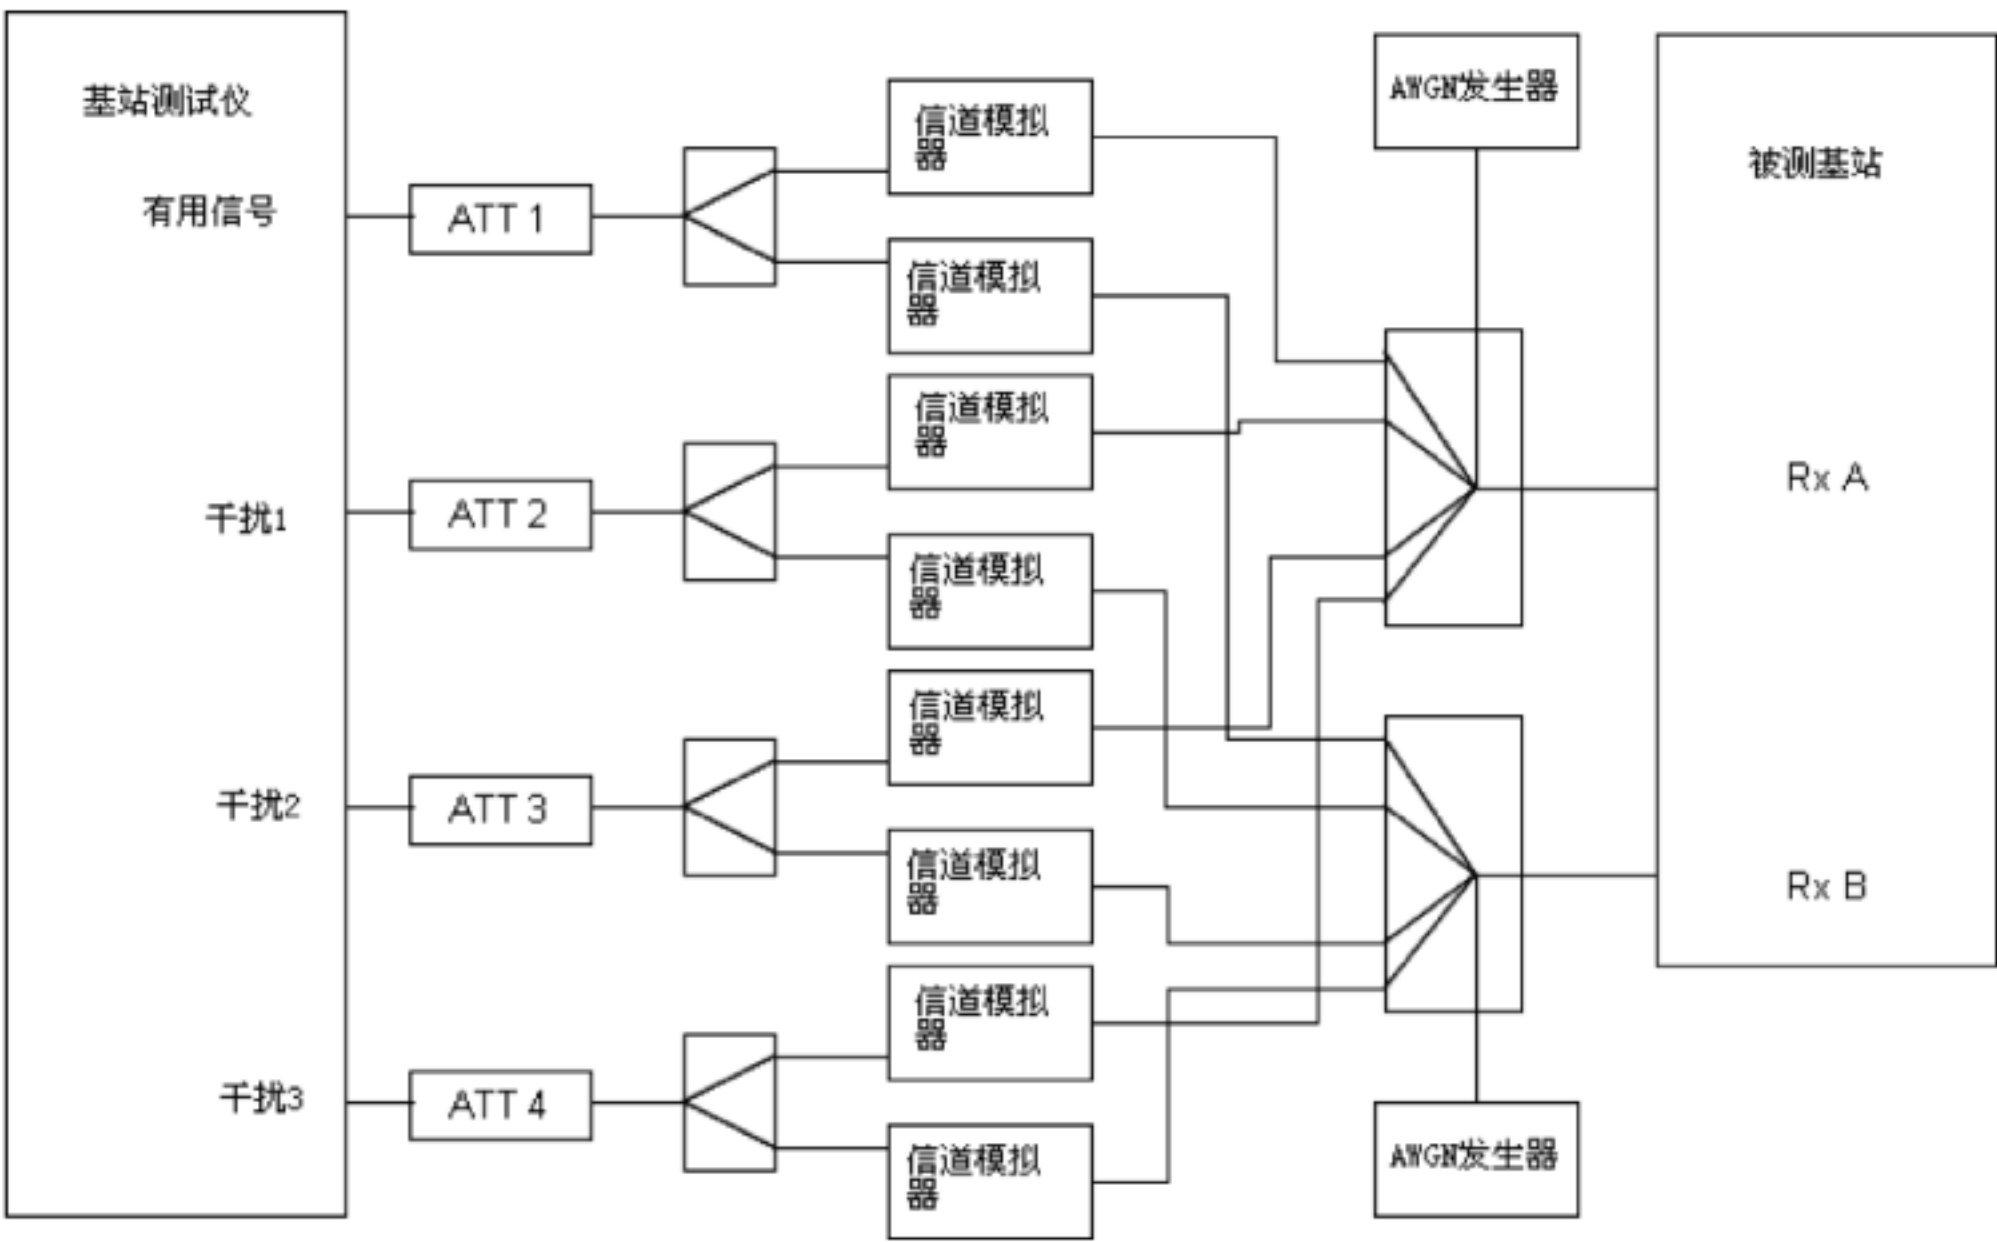 基站测试仪
有用信号
干扰1
干扰2
干扰3
ATT 1
ATT 2
ATT 3
ATT 4
信道模拟
器
信道模拟
器
信道模拟
器
信道模拟
器
信道模拟
器
信道模拟
器
信道模拟
器
信道模拟
器
AWGN发生器
AWGN发生器
被测基站
Rx A
Rx B